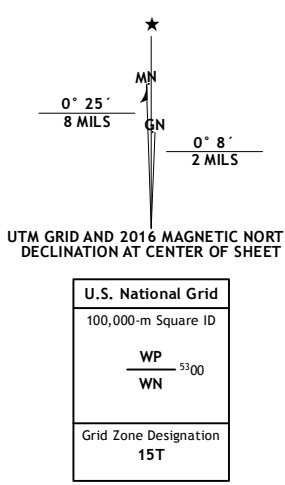 ★
MN
0° 25´
8 MILS
GN
0° 8´
2 MILS
UTM GRID AND 2016 MAGNETIC NORT
DECLINATION AT CENTER OF SHEET
U.S. National Grid
100,000-m Square ID
WP
5300
WN
Grid Zone Designation
15T